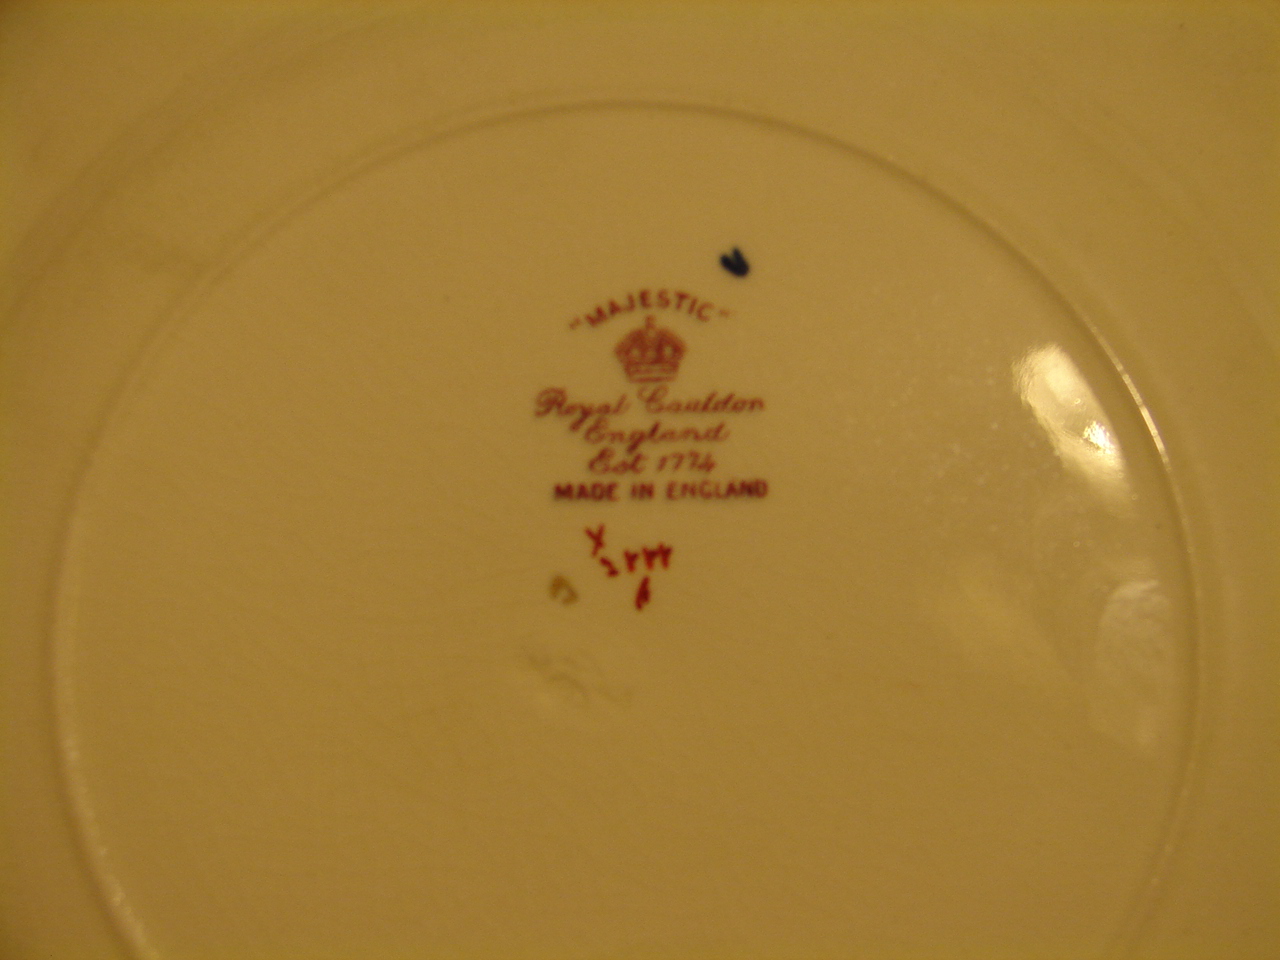 "MAJESTIC"
Royal Cauldon
England
Est 1774
MADE IN ENGLAND
X